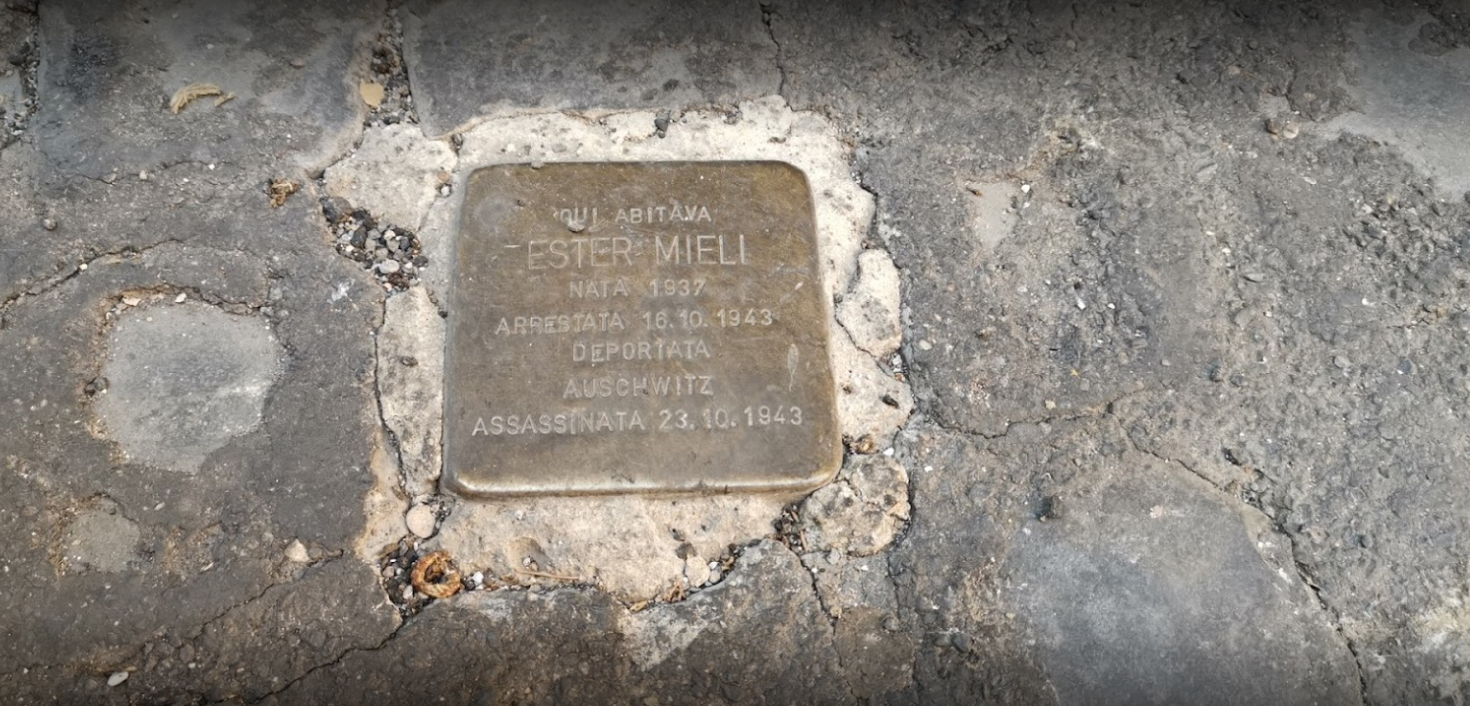 QUI ABITAVA
ESTER MIELI
NATA 1937
ARRESTATA 16.10.1943
DEPORTATA
AUSCHWITZ
ASSASSINATA 23.10.1943